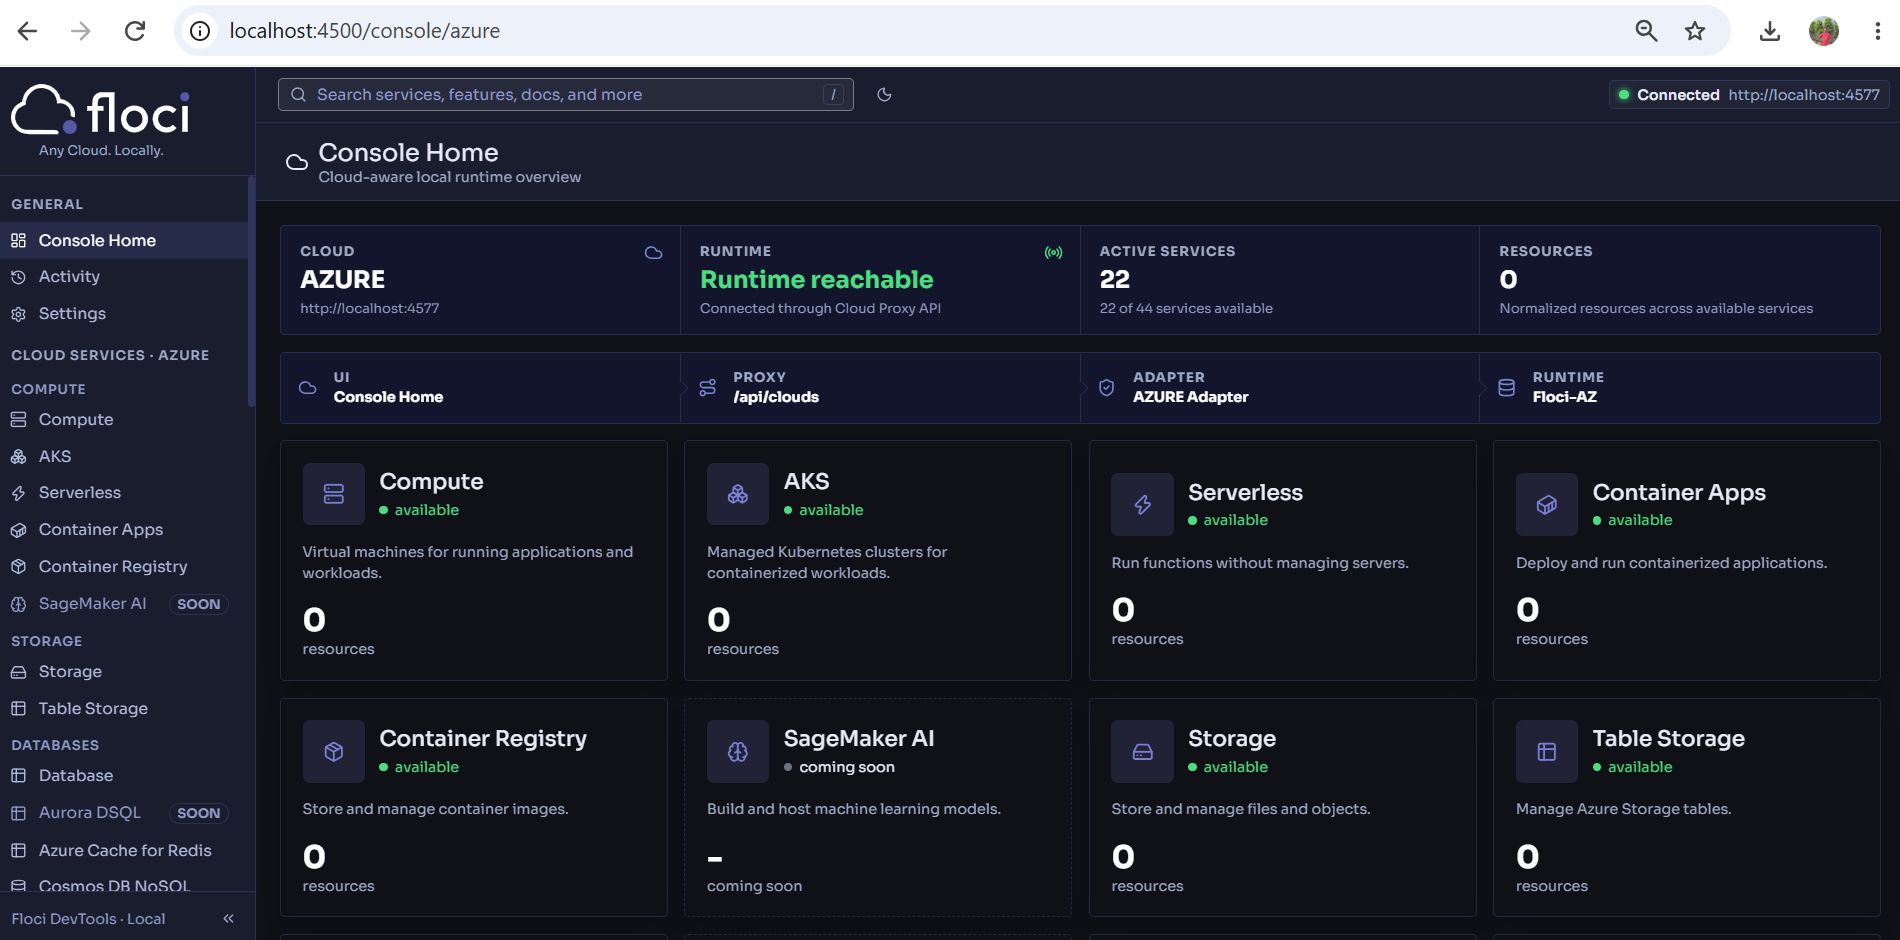 localhost:4500/console/azure
floci
Any Cloud. Locally.
Search services, features, docs, and more /
Connected http://localhost:4577
Console Home
Cloud-aware local runtime overview
GENERAL
Console Home
Activity
Settings
CLOUD SERVICES · AZURE
COMPUTE
Compute
AKS
Serverless
Container Apps
Container Registry
SageMaker AI SOON
STORAGE
Storage
Table Storage
DATABASES
Database
Aurora DSQL SOON
Azure Cache for Redis
Cosmos DB NoSQL
Floci DevTools · Local
CLOUD
AZURE
http://localhost:4577
RUNTIME
Runtime reachable
Connected through Cloud Proxy API
ACTIVE SERVICES
22
22 of 44 services available
RESOURCES
0
Normalized resources across available services
UI
Console Home
PROXY
/api/clouds
ADAPTER
AZURE Adapter
RUNTIME
Floci-AZ
Compute
available
Virtual machines for running applications and
workloads.
0
resources
AKS
available
Managed Kubernetes clusters for
containerized workloads.
0
resources
Serverless
available
Run functions without managing servers.
0
resources
Container Apps
available
Deploy and run containerized applications.
0
resources
Container Registry
available
Store and manage container images.
0
resources
SageMaker AI
coming soon
Build and host machine learning models.
-
coming soon
Storage
available
Store and manage files and objects.
0
resources
Table Storage
available
Manage Azure Storage tables.
0
resources